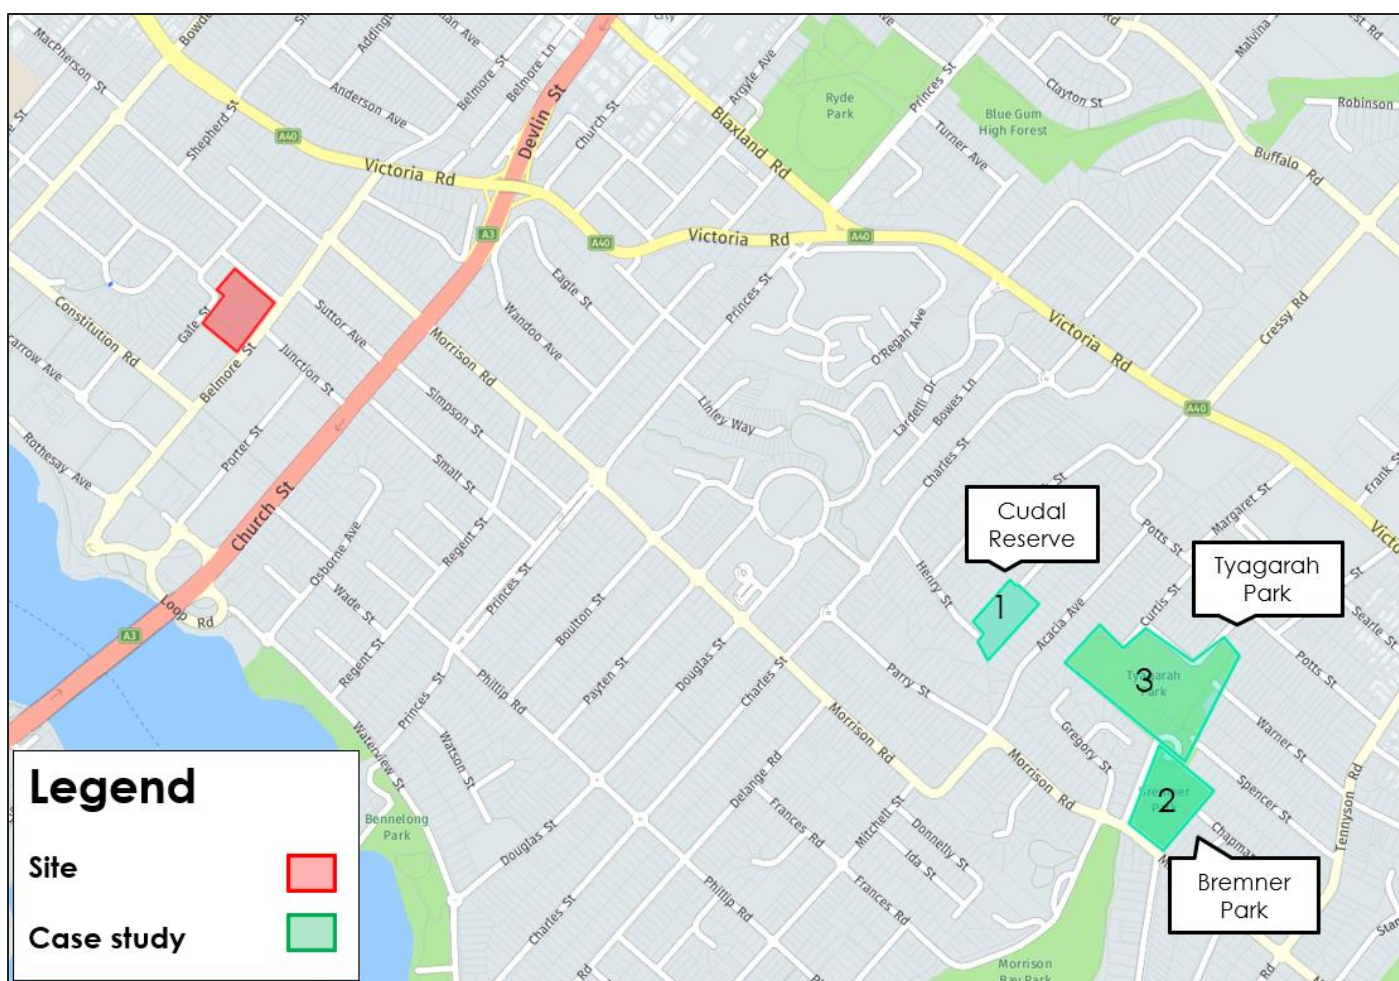 Bowde
MacPherson St
Addingt
Belmore St
Belmore Ln
Church St
City
Argyle Ave
Princes St
Malvina
Clayton St
Robinson
Ryde
Park
Blue Gum
High Forest
Turner Ave
Buffalo Rd
Shepherd St
Anderson Ave
A40
Victoria Rd
Devlin St
Blaxland Rd
A3
A40
Victoria Rd
A40
Eagle St
Wandoo Ave
Princes St
O'Regan Ave
Victoria Rd
Cressy Rd
Constitution Rd
Gale St
Belmore St
Suttor Ave
Junction St
Morrison Rd
Simpson St
Linley Way
Lardelli Dr
Bowes Ln
Charles St
A40
Frank St
Victo
Rothesay Ave
Porter St
Small St
Church St
Osborne Ave
Regent St
Princes St
Wade St
Loop Rd
A3
Regent St
Boulton St
Payten St
Douglas St
Charles St
Phillip Rd
Princes St
Watson St
Waterview St
Henry St
Cudal
Reserve
1
Potts St
Margaret St
Acacia Ave
Curtis St
Tyagarah
Park
Searle St
Potts St
3
Tyagarah
Park
Warner St
Parry St
Gregory St
Morrison Rd
Morrison Rd
Spencer St
2
Tennyson Rd
Bremner
Park
Delange Rd
Frances Rd
Mitchell St
Donnelly St
Ida St
Frances Rd
Phillip Rd
Douglas St
Charles St
Bennelong
Park
Morrison
Bay Park
Legend
Site
Case study